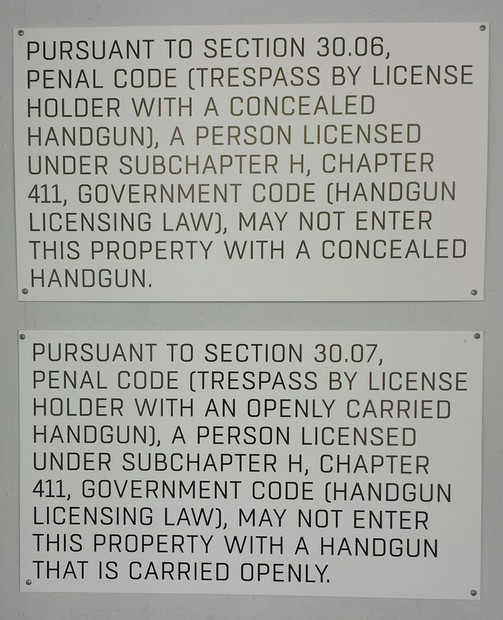 PURSUANT TO SECTION 30.06,
PENAL CODE (TRESPASS BY LICENSE
HOLDER WITH A CONCEALED
HANDGUN), A PERSON LICENSED
UNDER SUBCHAPTER H, CHAPTER
411, GOVERNMENT CODE (HANDGUN
LICENSING LAW), MAY NOT ENTER
THIS PROPERTY WITH A CONCEALED
HANDGUN.
PURSUANT TO SECTION 30.07,
PENAL CODE (TRESPASS BY LICENSE
HOLDER WITH AN OPENLY CARRIED
HANDGUN), A PERSON LICENSED
UNDER SUBCHAPTER H, CHAPTER
411, GOVERNMENT CODE (HANDGUN
LICENSING LAW), MAY NOT ENTER
THIS PROPERTY WITH A HANDGUN
THAT IS CARRIED OPENLY.